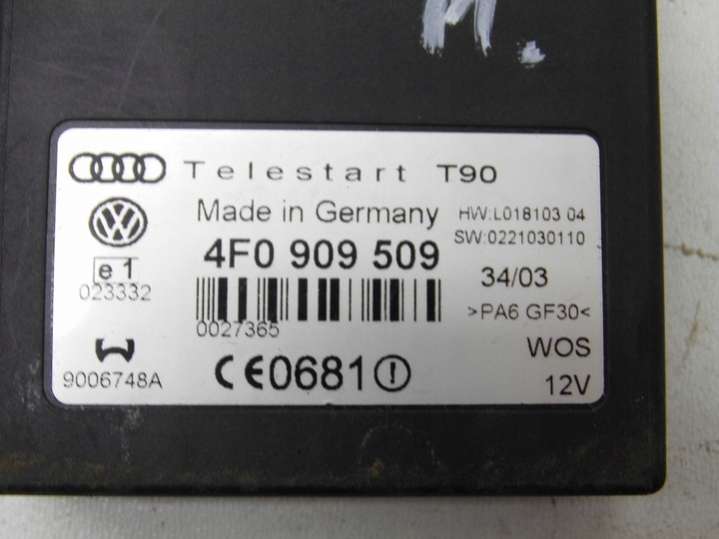 M.
Telestart T90
Made in Germany
HW:L018103 04
SW:0221030110
4F0 909 509
e1
023332
34/03
>PA6 GF30<
0027365
9006748A
CE0681
WOS
12V